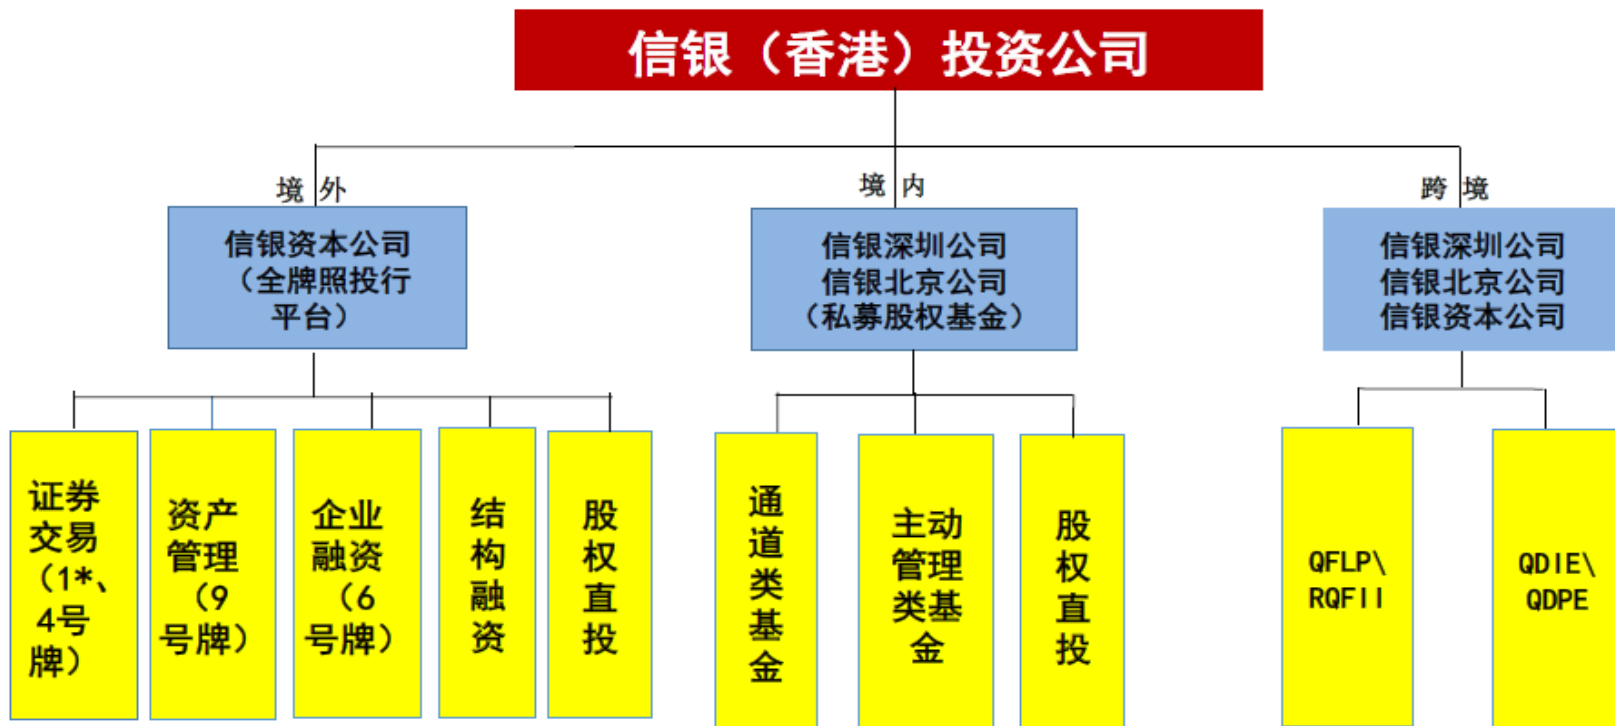 信银（香港）投资公司
境外
境内
跨境
信银资本公司
（全牌照投行
平台）
信银深圳公司
信银北京公司
（私募股权基金）
信银深圳公司
信银北京公司
信银资本公司
证券
交易
（1*、
4号
牌）
资产
管理
（9
号牌）
企业
融资
（6
号牌）
结
构
融
资
股
权
直
投
通
道
类
基
金
主动
管理
类基
金
股
权
直
投
QFLP\
RQFII
QDIE\
QDPE